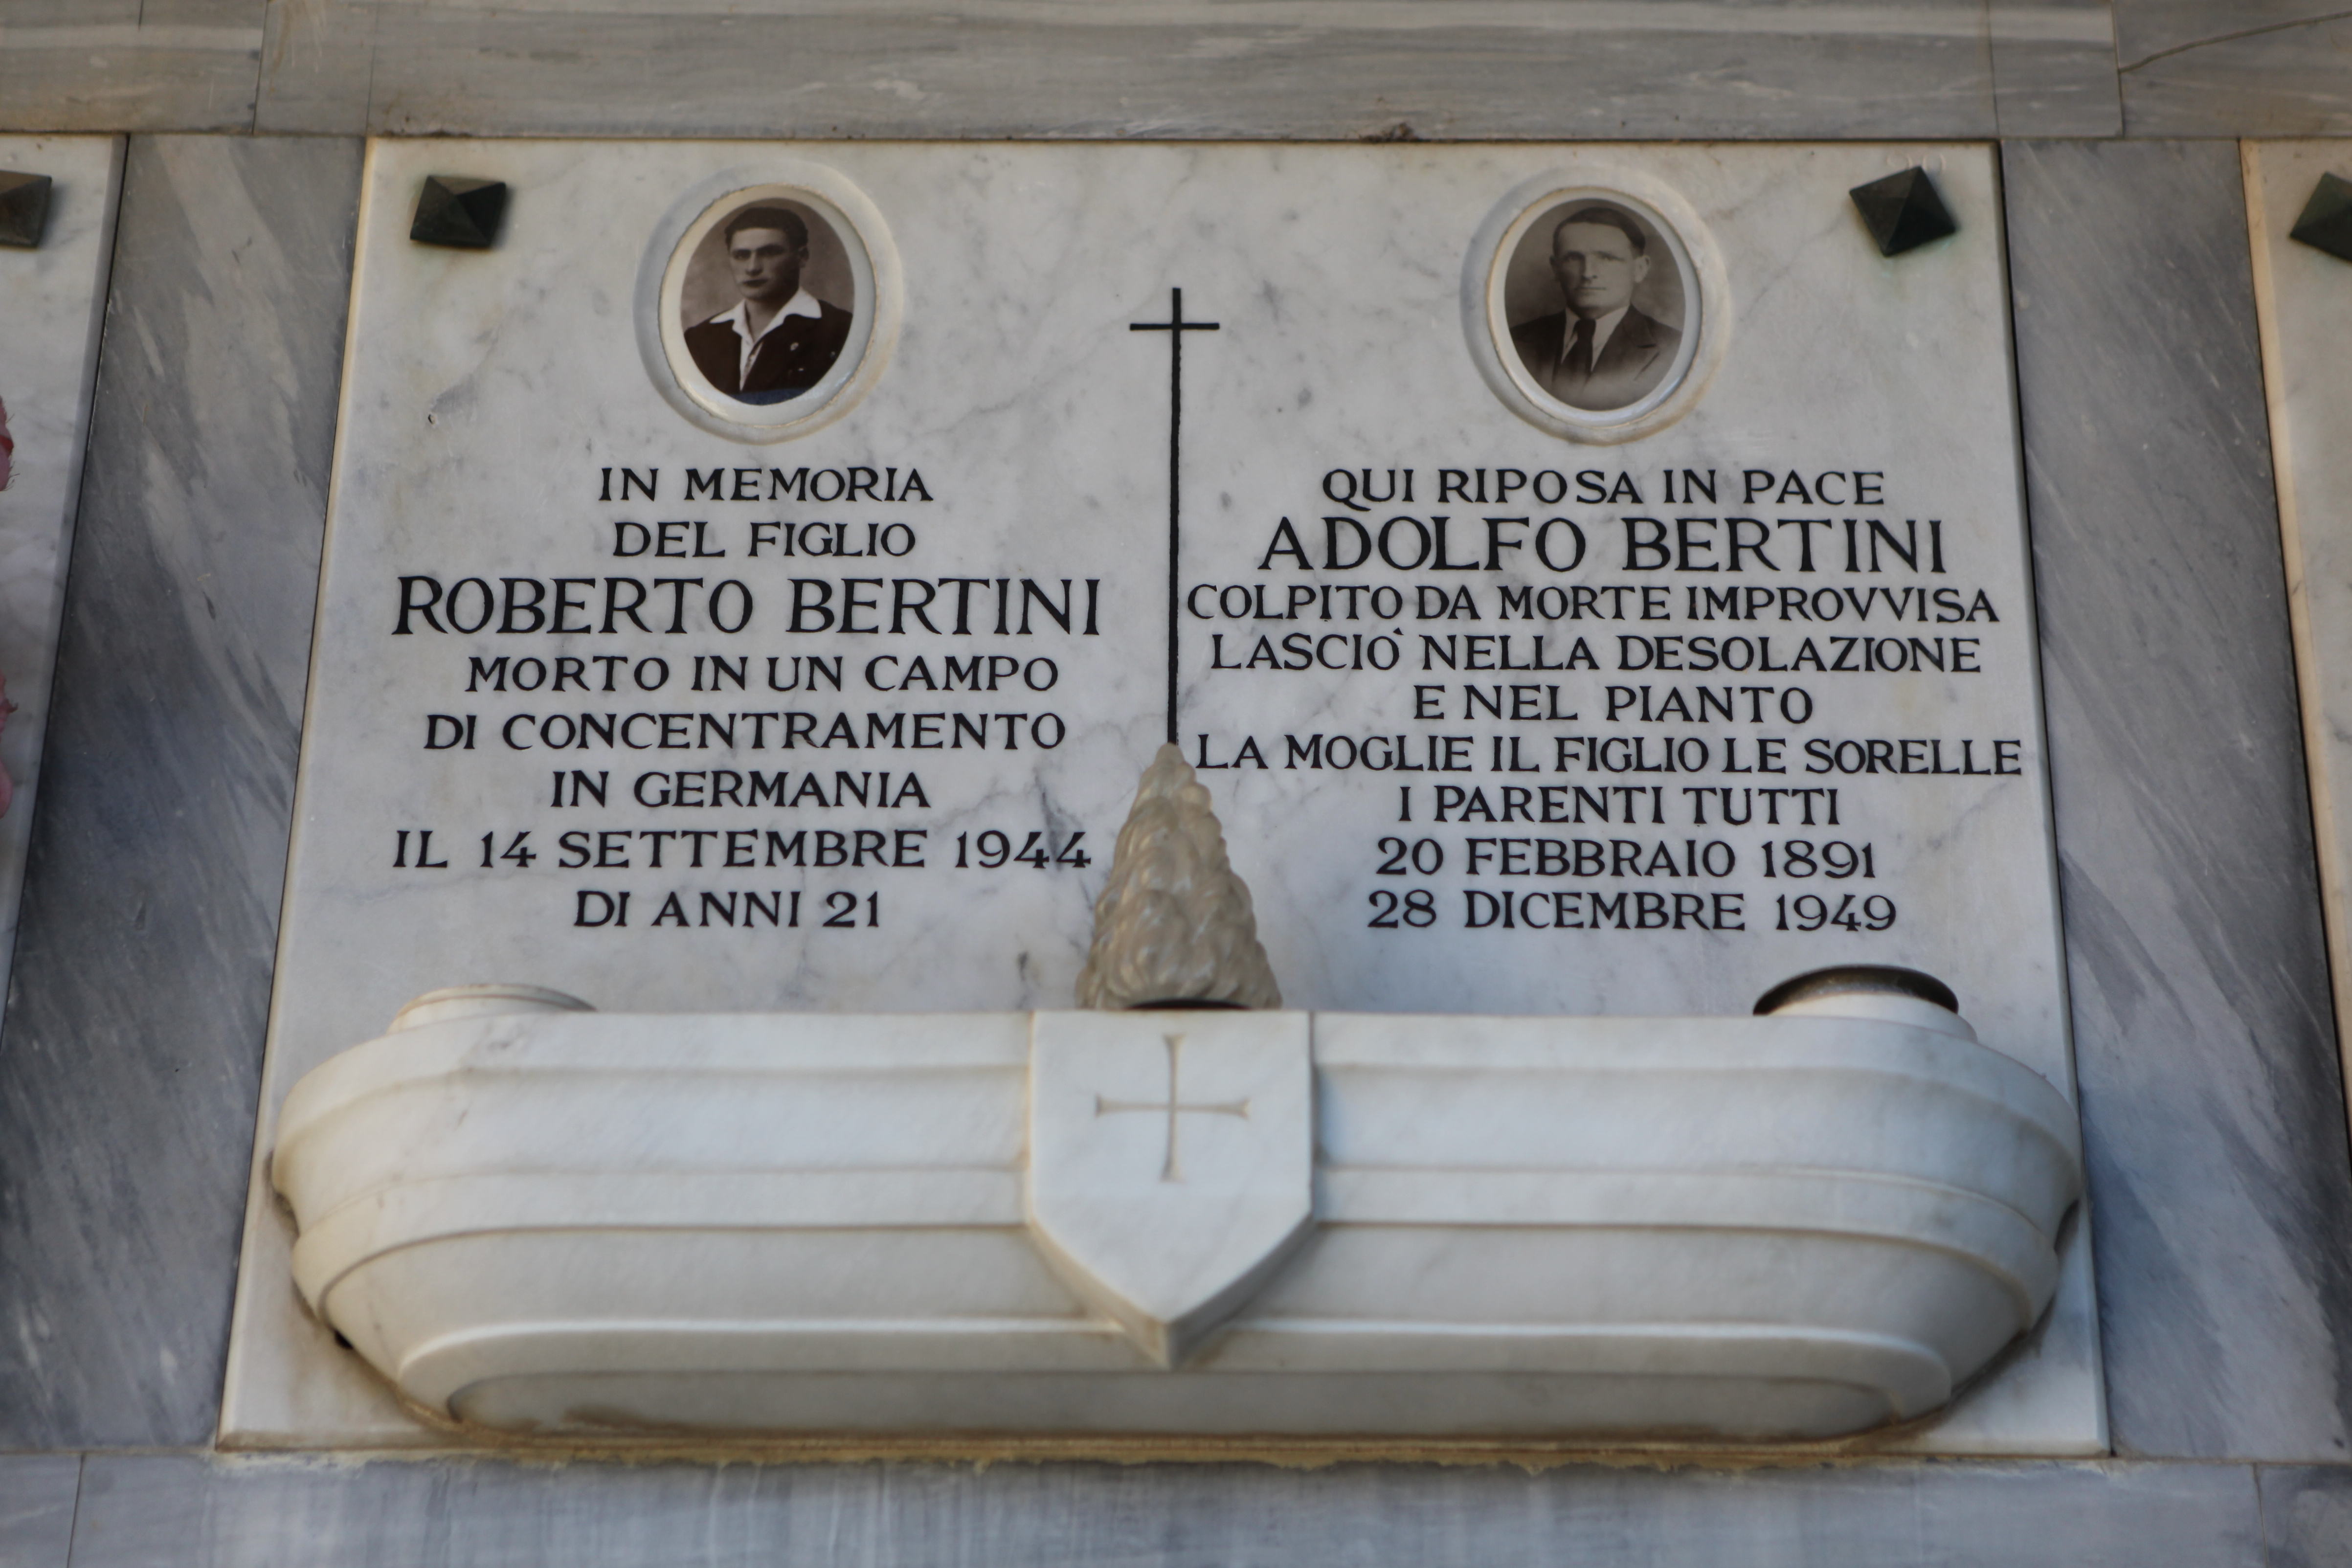 IN MEMORIA
DEL FIGLIO
ROBERTO BERTINI
MORTO IN UN CAMPO
DI CONCENTRAMENTO
IN GERMANIA
IL 14 SETTEMBRE 1944
DI ANNI 21
QUI RIPOSA IN PACE
ADOLFO BERTINI
COLPITO DA MORTE IMPROVVISA
LASCIO' NELLA DESOLAZIONE
E NEL PIANTO
LA MOGLIE IL FIGLIO LE SORELLE
I PARENTI TUTTI
20 FEBBRAIO 1891
28 DICEMBRE 1949